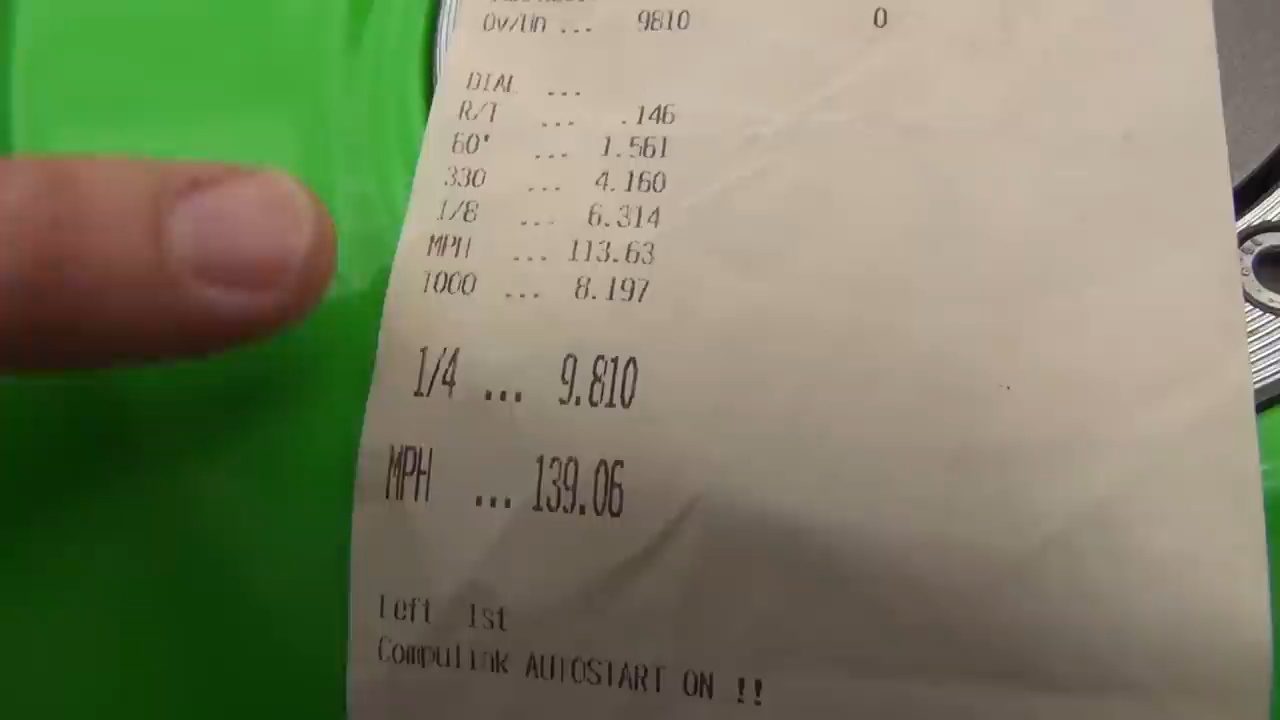 Ov/Un ... 9810 0
DIAL ...
R/T ... .146
60' ... 1.561
330 ... 4.160
1/8 ... 6.314
MPH ... 113.63
1000 ... 8.197
1/4 ... 9.810
MPH ... 139.06
Left 1st
Compulink AUTOSTART ON !!